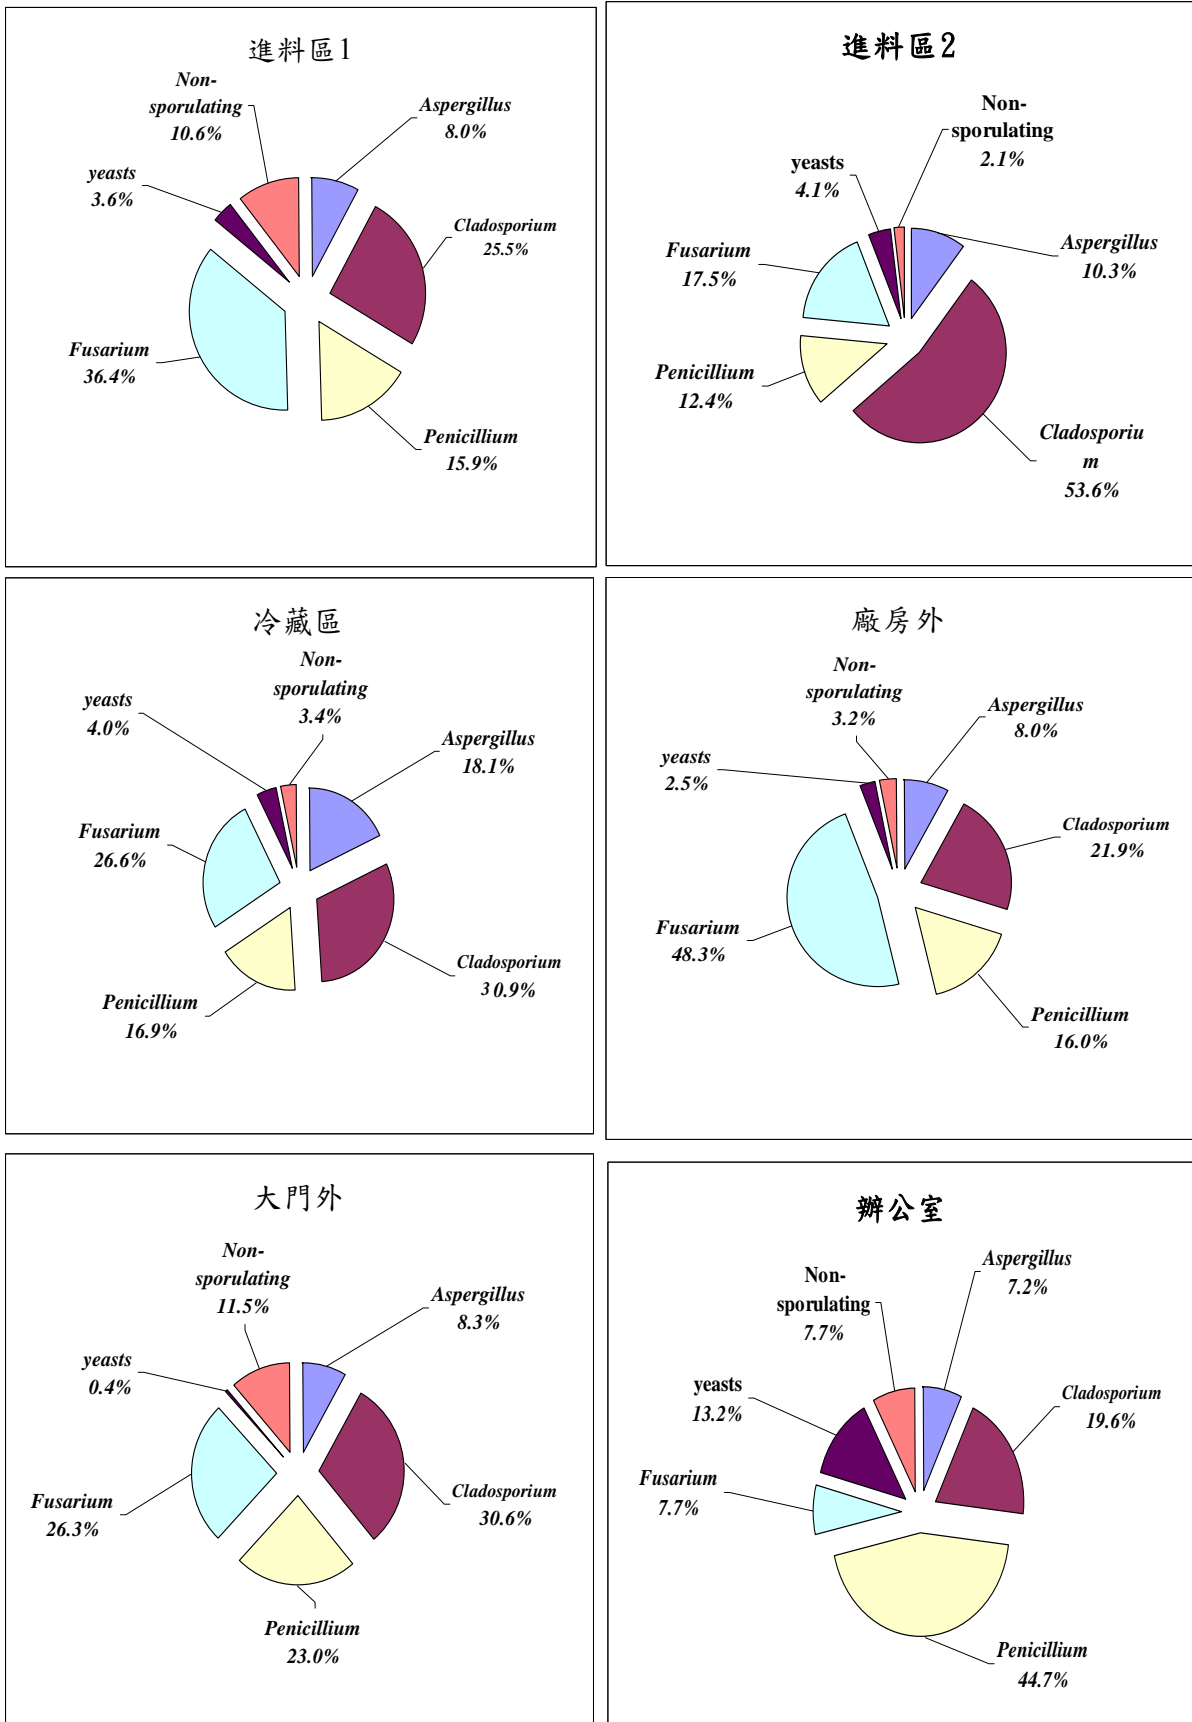 進料區1
Non-
sporulating
10.6%
Aspergillus
8.0%
yeasts
3.6%
Cladosporium
25.5%
Fusarium
36.4%
Penicillium
15.9%
進料區2
Non-
sporulating
2.1%
yeasts
4.1%
Aspergillus
10.3%
Fusarium
17.5%
Penicillium
12.4%
Cladosporiu
m
53.6%
冷藏區
Non-
sporulating
3.4%
yeasts
4.0%
Aspergillus
18.1%
Fusarium
26.6%
Cladosporium
30.9%
Penicillium
16.9%
廠房外
Non-
sporulating
3.2%
Aspergillus
8.0%
yeasts
2.5%
Cladosporium
21.9%
Fusarium
48.3%
Penicillium
16.0%
大門外
Non-
sporulating
11.5%
Aspergillus
8.3%
yeasts
0.4%
Cladosporium
30.6%
Fusarium
26.3%
Penicillium
23.0%
辦公室
Aspergillus
7.2%
Non-
sporulating
7.7%
yeasts
13.2%
Cladosporium
19.6%
Fusarium
7.7%
Penicillium
44.7%